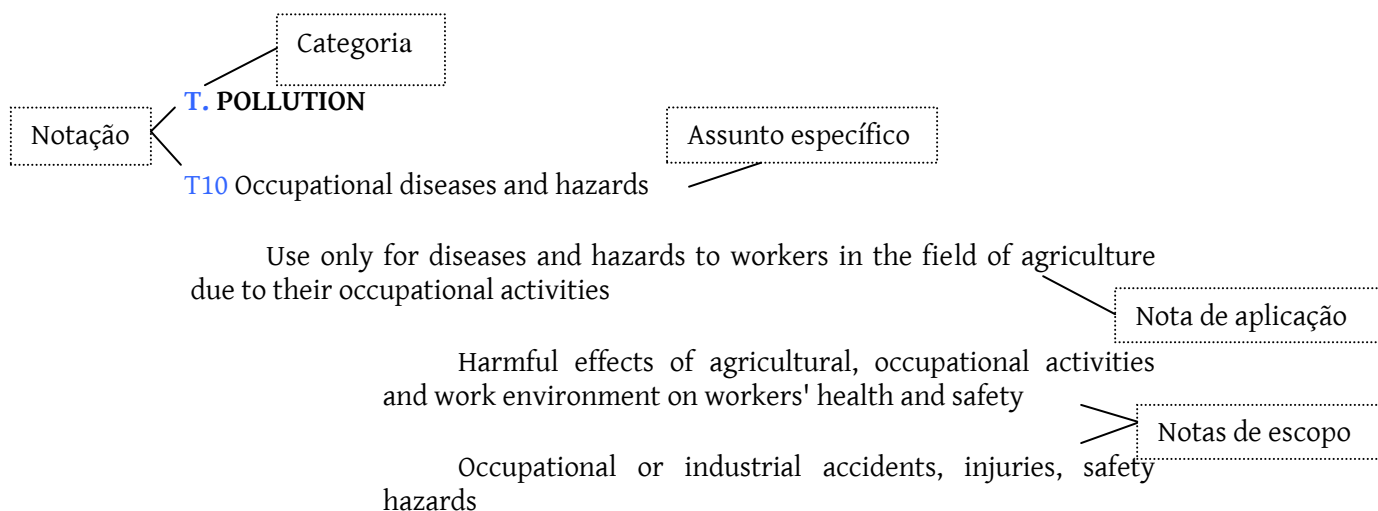 Categoria
T. POLLUTION
Notação
Assunto específico
T10 Occupational diseases and hazards
Use only for diseases and hazards to workers in the field of agriculture
due to their occupational activities
Nota de aplicação
Harmful effects of agricultural, occupational activities
and work environment on workers' health and safety
Notas de escopo
Occupational or industrial accidents, injuries, safety
hazards